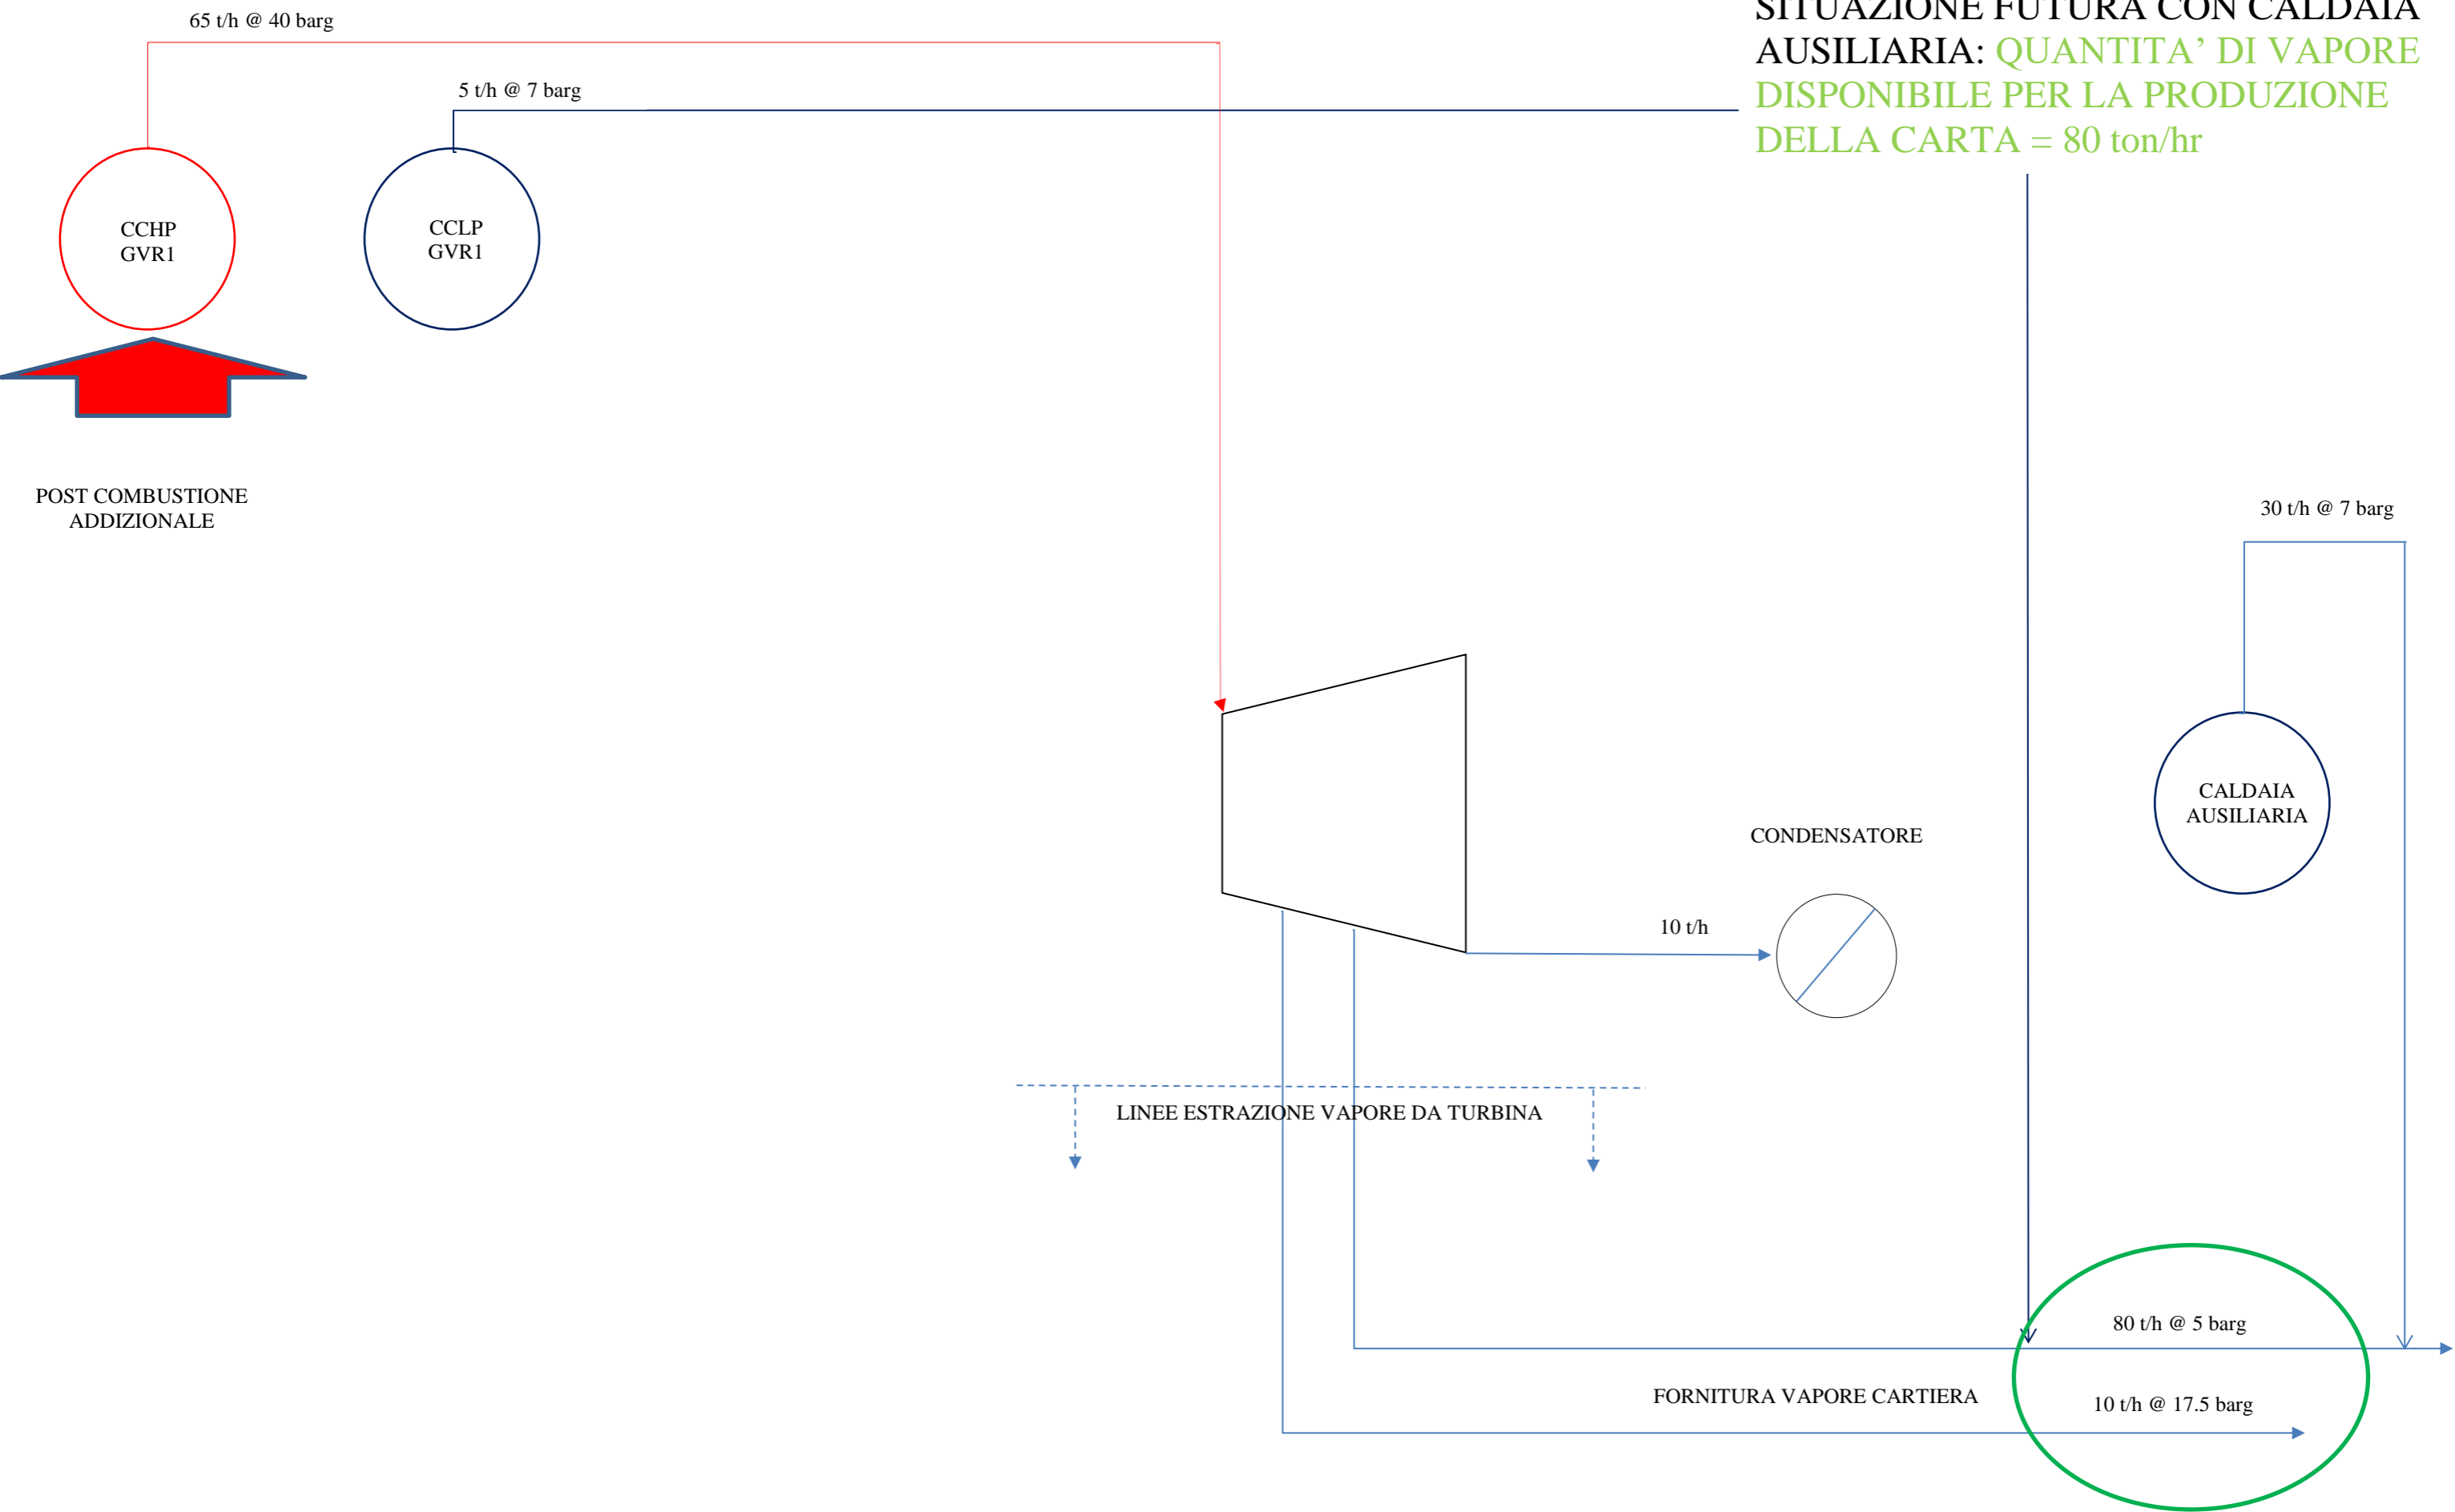 65 t/h @ 40 barg
SITUAZIONE FUTURA CON CALDAIA
AUSILIARIA: QUANTITA’ DI VAPORE
DISPONIBILE PER LA PRODUZIONE
DELLA CARTA = 80 ton/hr
5 t/h @ 7 barg
CCHP
GVR1
CCLP
GVR1
POST COMBUSTIONE
ADDIZIONALE
30 t/h @ 7 barg
CALDAIA
AUSILIARIA
CONDENSATORE
10 t/h
LINEE ESTRAZIONE VAPORE DA TURBINA
80 t/h @ 5 barg
FORNITURA VAPORE CARTIERA
10 t/h @ 17.5 barg